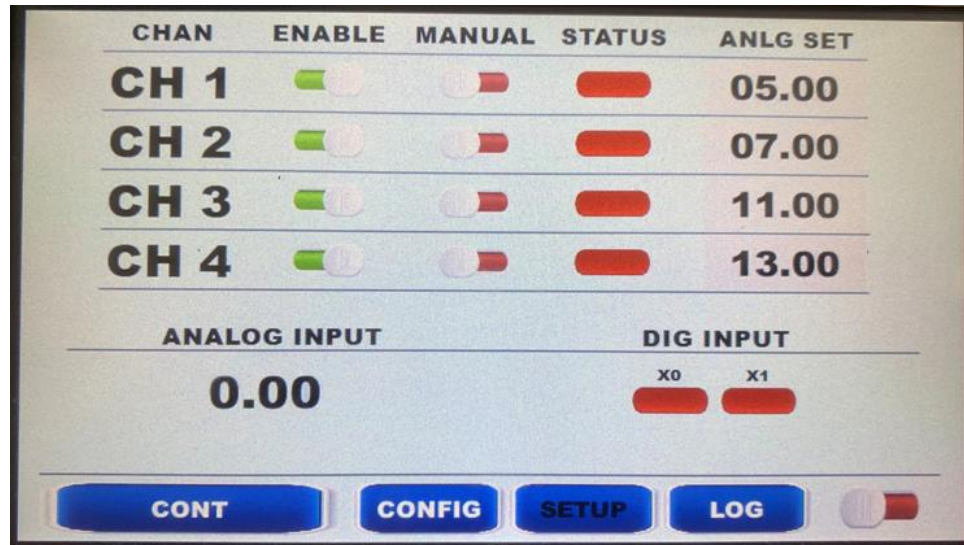 CHAN ENABLE MANUAL STATUS ANLG SET
CH 1 05.00
CH 2 07.00
CH 3 11.00
CH 4 13.00
ANALOG INPUT DIG INPUT
X0 X1
0.00
CONT CONFIG SETUP LOG